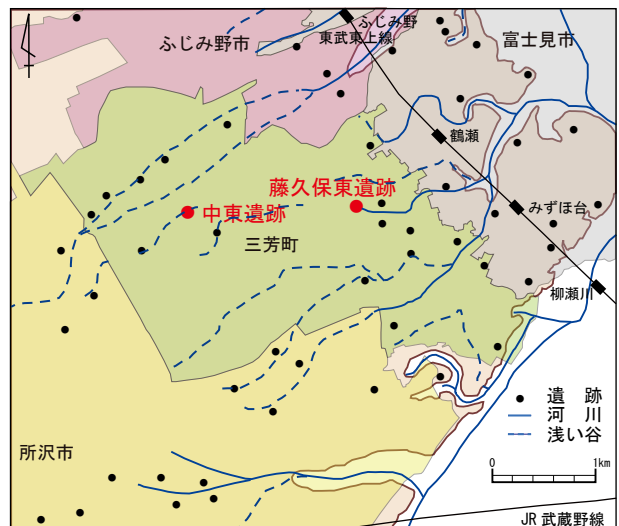 ふじみ野
東武東上線
ふじみ野市
富士見市
鶴瀬
藤久保東遺跡
中東遺跡
みずほ台
三芳町
柳瀬川
遺 跡
河 川
浅い谷
所沢市
0 1km
JR 武蔵野線